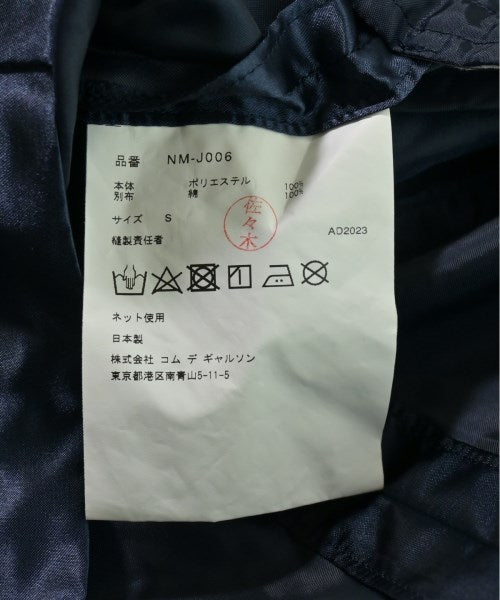 品番 NM-J006
本体 ポリエステル 100%
別布 綿 100%
サイズ S
縫製責任者 佐々木 AD2023
ネット使用
日本製
株式会社 コム デ ギャルソン
東京都港区南青山5-11-5